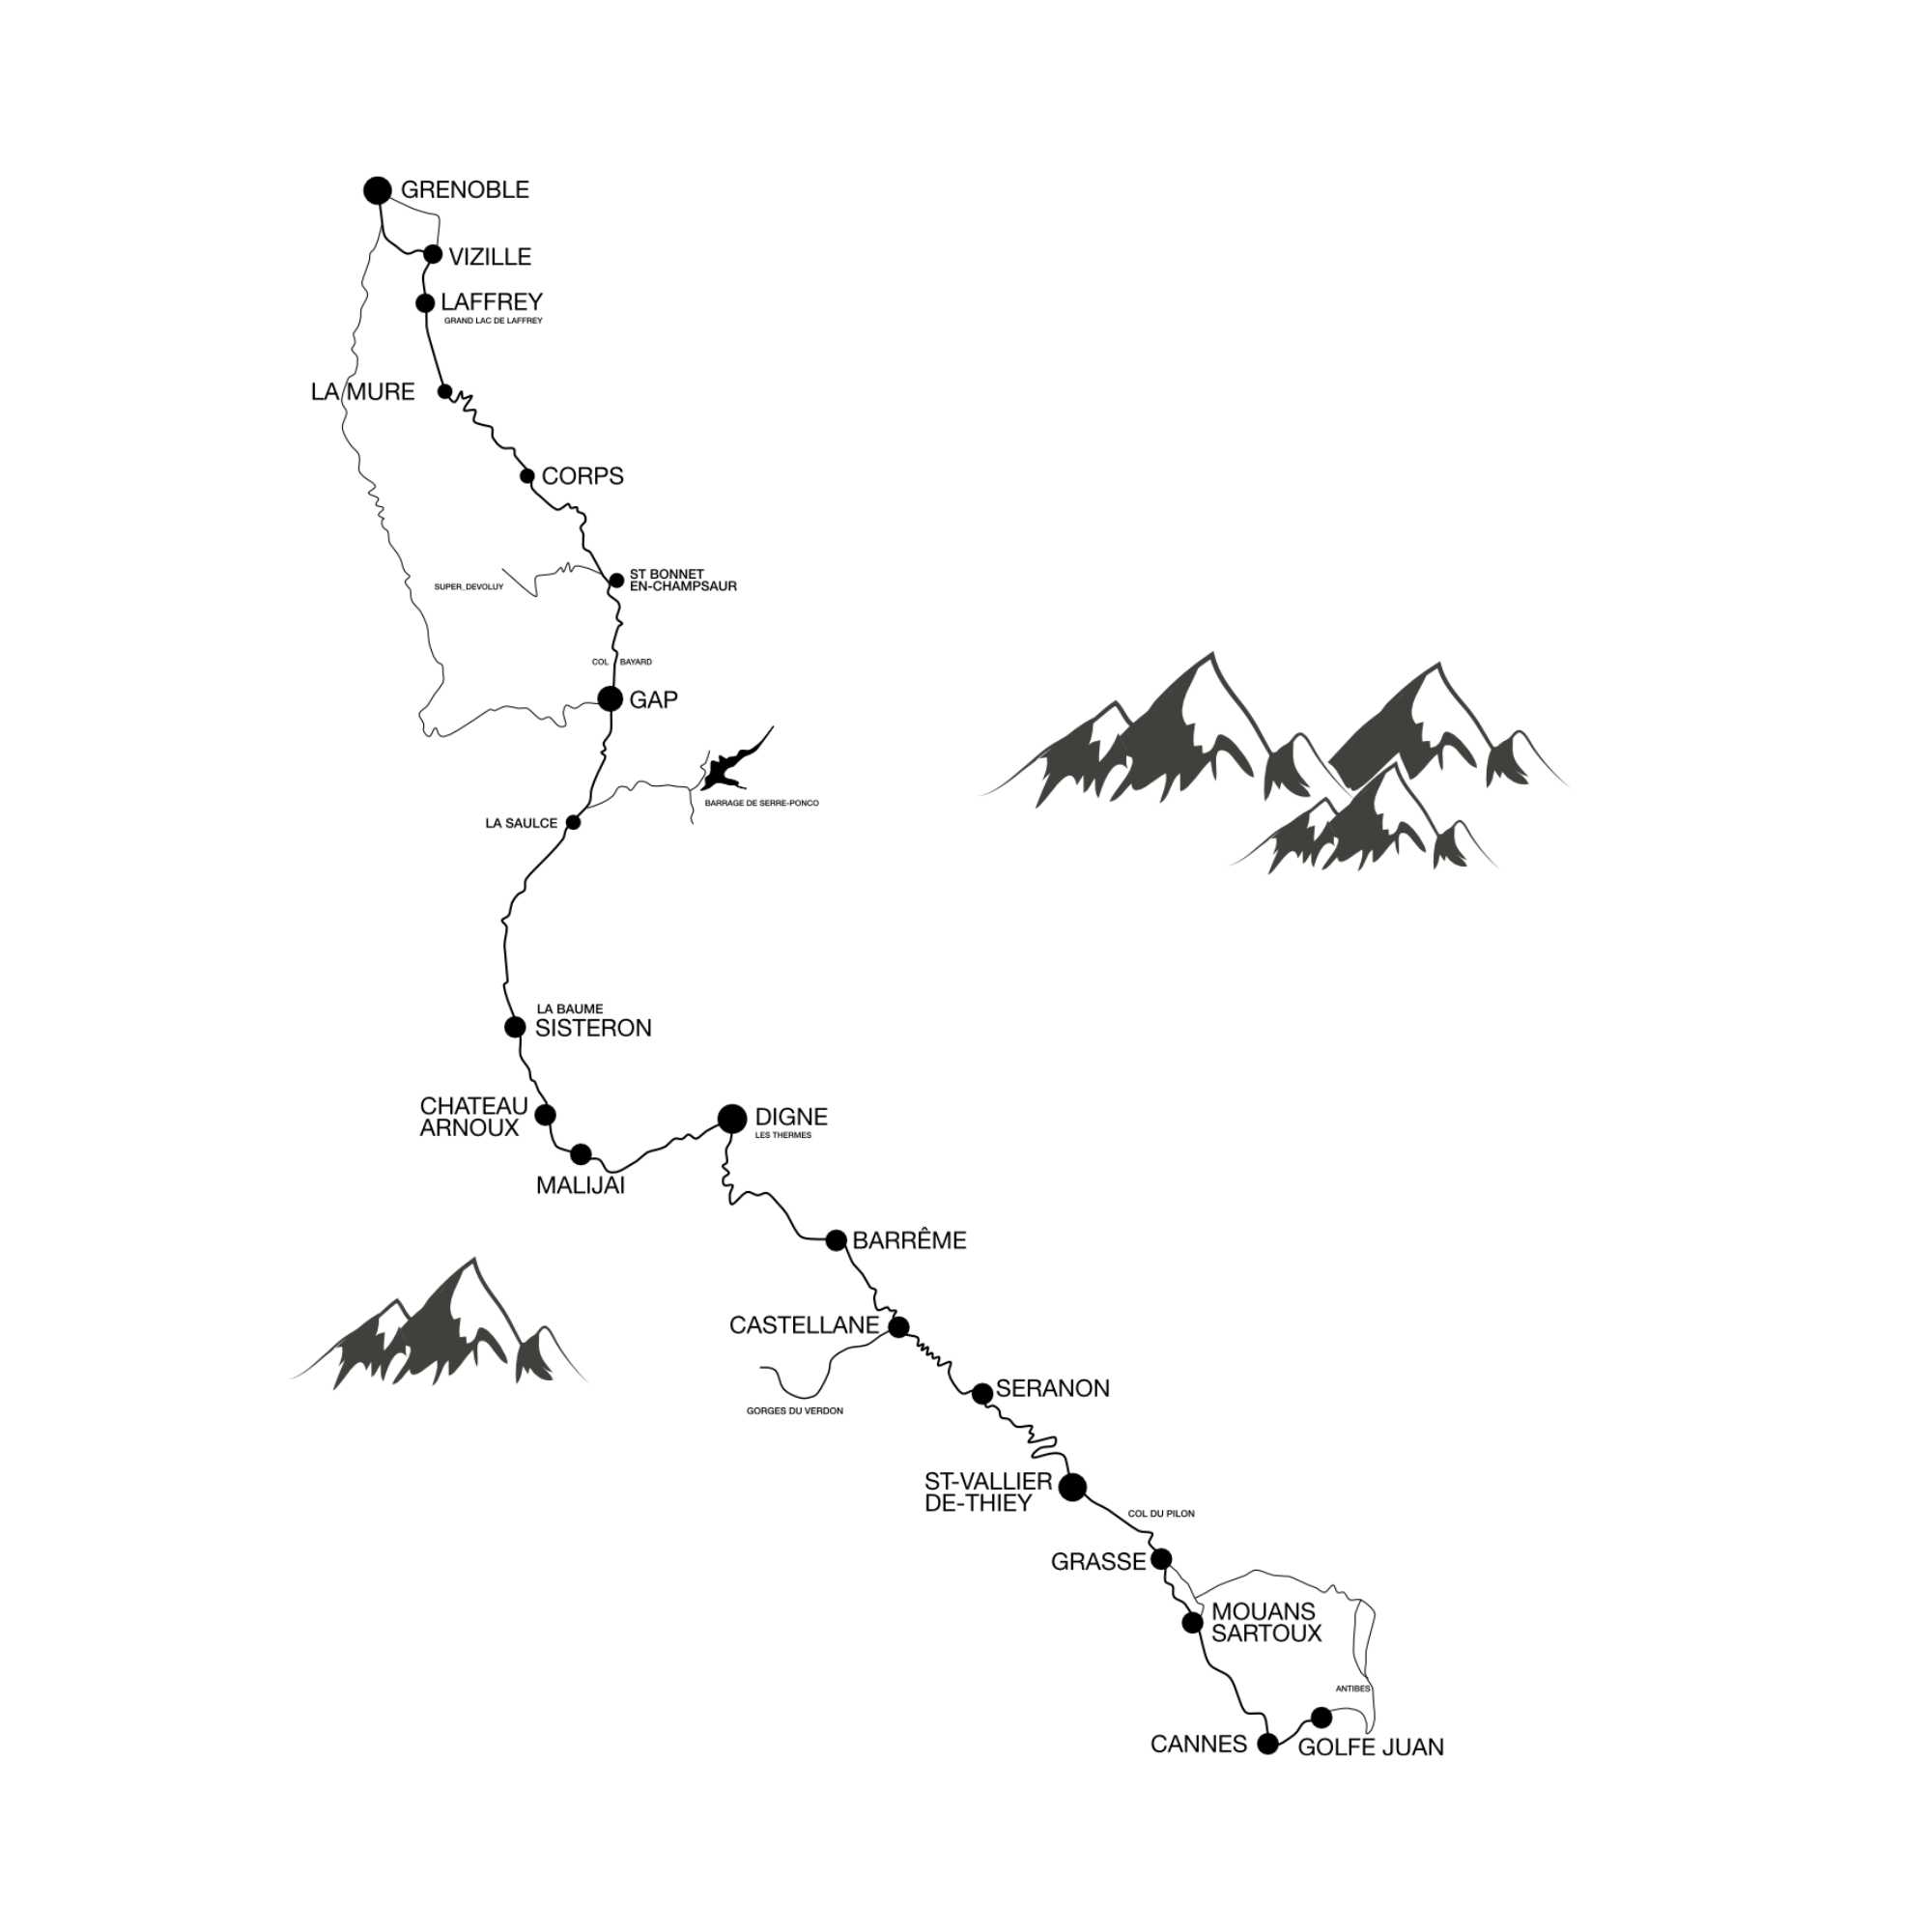 GRENOBLE
VIZILLE
LAFFREY
GRAND LAC DE LAFFREY
LA MURE
CORPS
ST BONNET
EN-CHAMPSAUR
SUPER_DEVOLUY
COL BAYARD
GAP
BARRAGE DE SERRE-PONCO
LA SAULCE
LA BAUME
SISTERON
CHATEAU
ARNOUX
DIGNE
LES THERMES
MALIJAI
BARRÊME
CASTELLANE
GORGES DU VERDON
SERANON
ST-VALLIER
DE-THIEY
COL DU PILON
GRASSE
MOUANS
SARTOUX
ANTIBES
CANNES
GOLFE JUAN